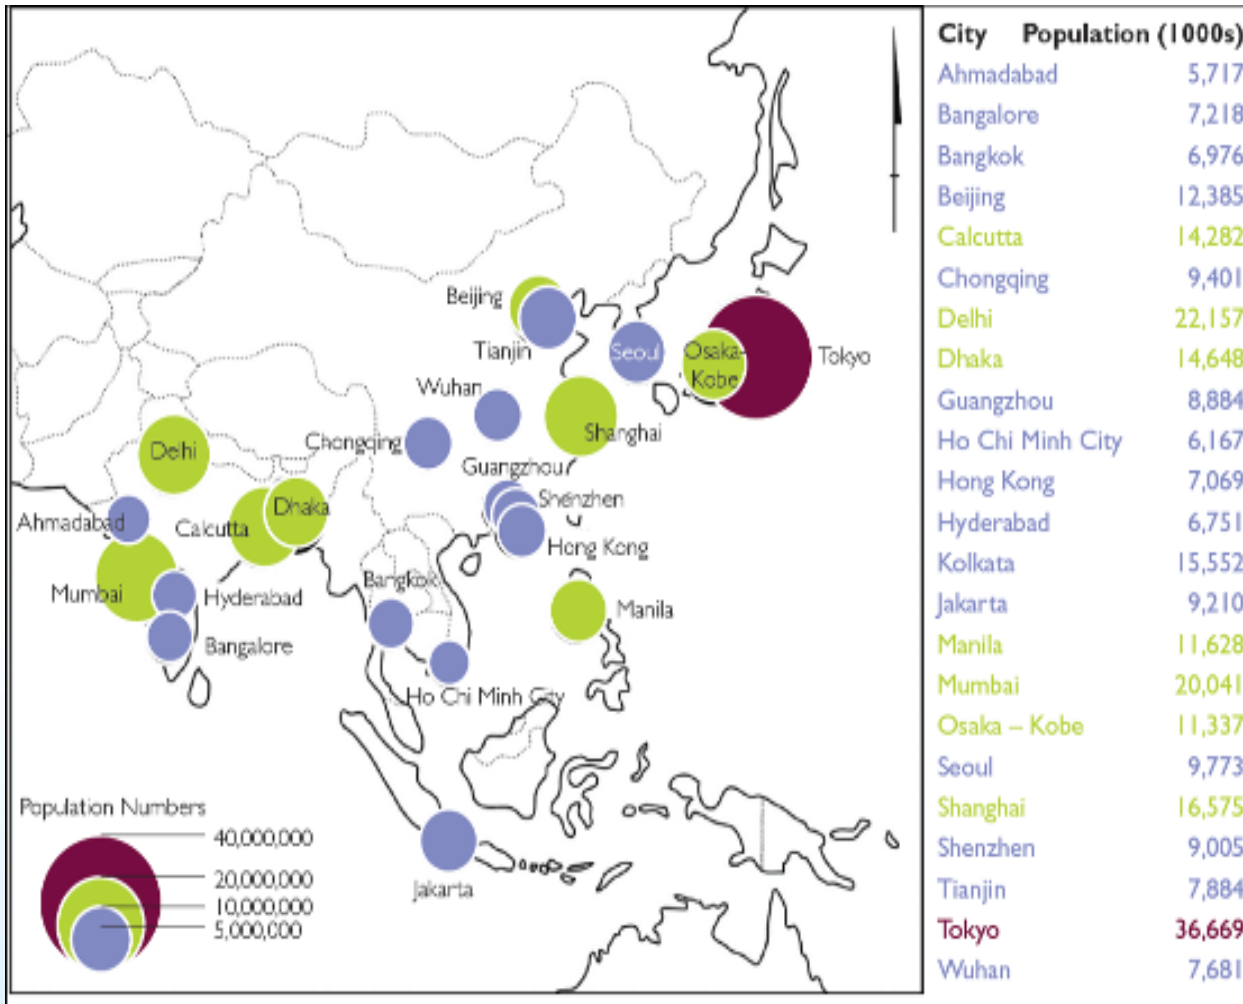 Beijing
Tianjin
Seoul
Osaka-
Kobe
Tokyo
Wuhan
Chongqing
Shanghai
Delhi
Guangzhou
Shenzhen
Hong Kong
Ahmadabad
Calcutta
Dhaka
Mumbai
Hyderabad
Bangalore
Bangkok
Manila
Ho Chi Minh City
Jakarta
Population Numbers
40,000,000
20,000,000
10,000,000
5,000,000
City Population (1000s)
Ahmadabad 5,717
Bangalore 7,218
Bangkok 6,976
Beijing 12,385
Calcutta 14,282
Chongqing 9,401
Delhi 22,157
Dhaka 14,648
Guangzhou 8,884
Ho Chi Minh City 6,167
Hong Kong 7,069
Hyderabad 6,751
Kolkata 15,552
Jakarta 9,210
Manila 11,628
Mumbai 20,041
Osaka – Kobe 11,337
Seoul 9,773
Shanghai 16,575
Shenzhen 9,005
Tianjin 7,884
Tokyo 36,669
Wuhan 7,681